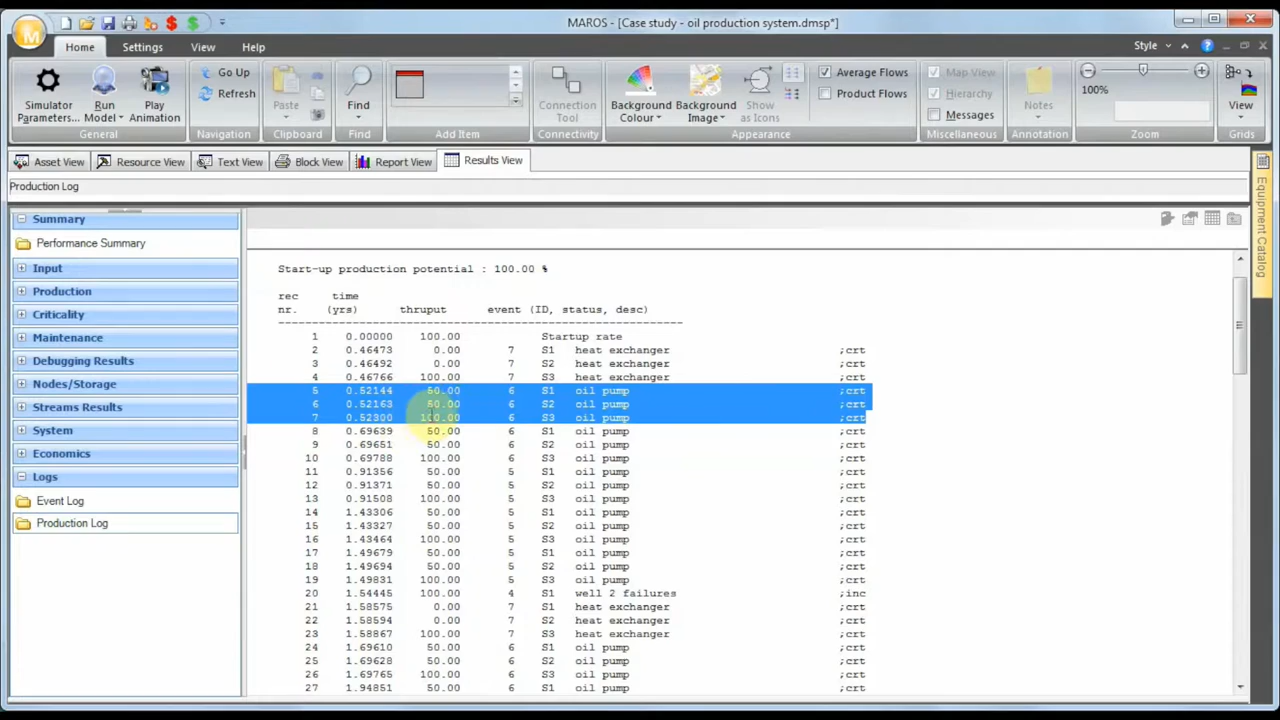 MAROS - [Case study - oil production system.dmsp*]
Home Settings View Help Style
Simulator Parameters... Run Model Play Animation
General
Go Up
Refresh
Navigation
Paste
Clipboard
Find
Find
Add Item
Connection Tool
Connectivity
Background Colour Background Image Show as Icons
Average Flows
Product Flows
Appearance
Map View
Hierarchy
Messages
Miscellaneous
Notes
Annotation
100%
Zoom
View
Grids
Asset View Resource View Text View Block View Report View Results View
Production Log
Equipment Catalog
Summary
Performance Summary
Input
Production
Criticality
Maintenance
Debugging Results
Nodes/Storage
Streams Results
System
Economics
Logs
Event Log
Production Log
Start-up production potential : 100.00 %
rec time
nr. (yrs) thruput event (ID, status, desc)
------------------------------------------------------------
1 0.00000 100.00 Startup rate
2 0.46473 0.00 7 S1 heat exchanger ;crt
3 0.46492 0.00 7 S2 heat exchanger ;crt
4 0.46766 100.00 7 S3 heat exchanger ;crt
5 0.52144 50.00 6 S1 oil pump ;crt
6 0.52163 50.00 6 S2 oil pump ;crt
7 0.52300 100.00 6 S3 oil pump ;crt
8 0.69639 50.00 6 S1 oil pump ;crt
9 0.69651 50.00 6 S2 oil pump ;crt
10 0.69788 100.00 6 S3 oil pump ;crt
11 0.91356 50.00 5 S1 oil pump ;crt
12 0.91371 50.00 5 S2 oil pump ;crt
13 0.91508 100.00 5 S3 oil pump ;crt
14 1.43306 50.00 5 S1 oil pump ;crt
15 1.43327 50.00 5 S2 oil pump ;crt
16 1.43464 100.00 5 S3 oil pump ;crt
17 1.49679 50.00 5 S1 oil pump ;crt
18 1.49694 50.00 5 S2 oil pump ;crt
19 1.49831 100.00 5 S3 oil pump ;crt
20 1.54445 100.00 4 S1 well 2 failures ;inc
21 1.58575 0.00 7 S1 heat exchanger ;crt
22 1.58594 0.00 7 S2 heat exchanger ;crt
23 1.58867 100.00 7 S3 heat exchanger ;crt
24 1.69610 50.00 6 S1 oil pump ;crt
25 1.69628 50.00 6 S2 oil pump ;crt
26 1.69765 100.00 6 S3 oil pump ;crt
27 1.94851 50.00 6 S1 oil pump ;crt